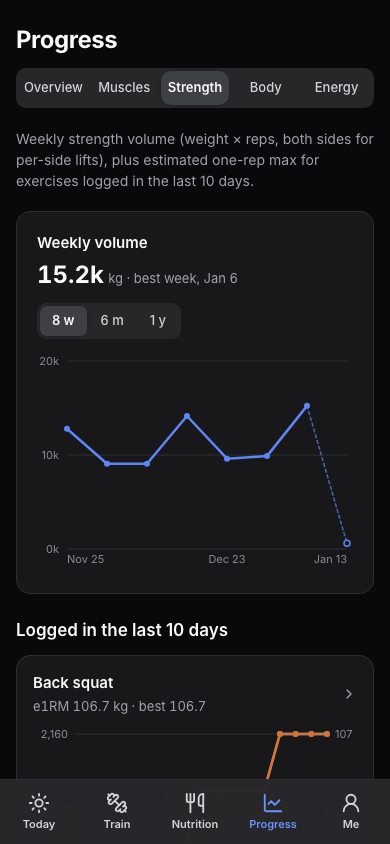 Progress
Overview Muscles Strength Body Energy
Weekly strength volume (weight × reps, both sides for
per-side lifts), plus estimated one-rep max for
exercises logged in the last 10 days.
Weekly volume
15.2k kg · best week, Jan 6
8 w 6 m 1 y
20k
10k
0k
Nov 25 Dec 23 Jan 13
Logged in the last 10 days
Back squat
e1RM 106.7 kg · best 106.7
2,160 107
Today Train Nutrition Progress Me